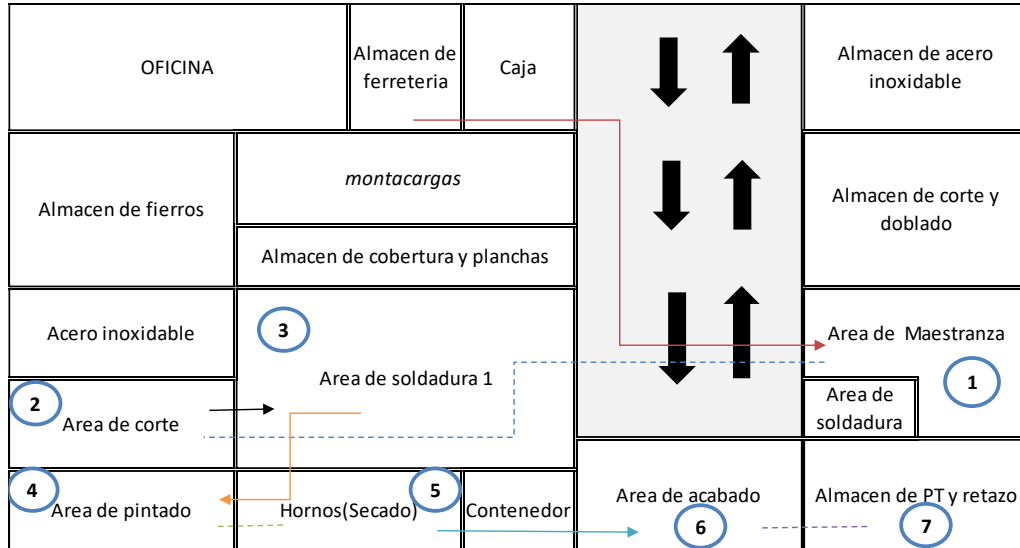 OFICINA
Almacen de
ferreteria
Caja
Almacen de acero
inoxidable
Almacen de fierros
montacargas
Almacen de corte y
doblado
Almacen de cobertura y planchas
Acero inoxidable
3
Area de soldadura 1
Area de Maestranza
1
2
Area de corte
Area de
soldadura
4
Area de pintado
5
Hornos(Secado)
Contenedor
Area de acabado
6
Almacen de PT y retazo
7